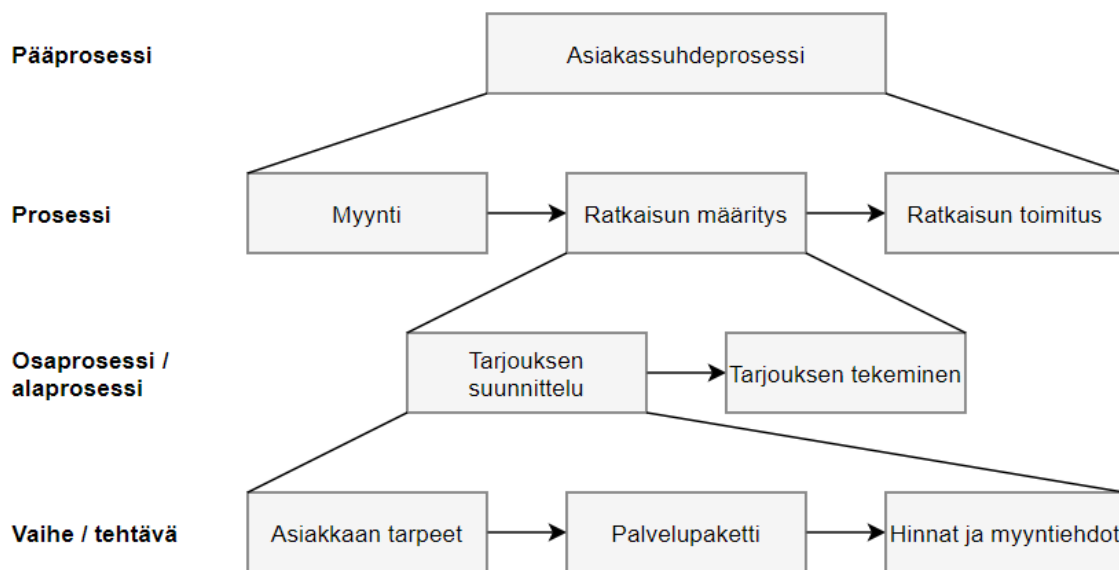 Pääprosessi
Asiakassuhdeprosessi
Prosessi
Myynti
Ratkaisun määritys
Ratkaisun toimitus
Osaprosessi /
alaprosessi
Tarjouksen
suunnittelu
Tarjouksen tekeminen
Vaihe / tehtävä
Asiakkaan tarpeet
Palvelupaketti
Hinnat ja myyntiehdot